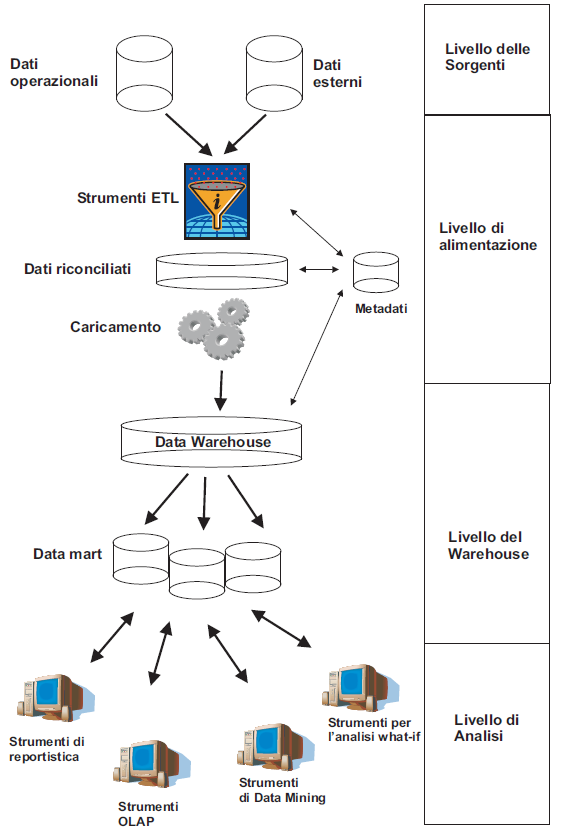 Dati
operazionali
Dati
esterni
Livello delle
Sorgenti
Strumenti ETL
i
Livello di
alimentazione
Dati riconciliati
Metadati
Caricamento
Data Warehouse
Livello del
Warehouse
Data mart
Strumenti di
reportistica
Strumenti
OLAP
Strumenti
di Data Mining
Strumenti per
l'analisi what-if
Livello di
Analisi